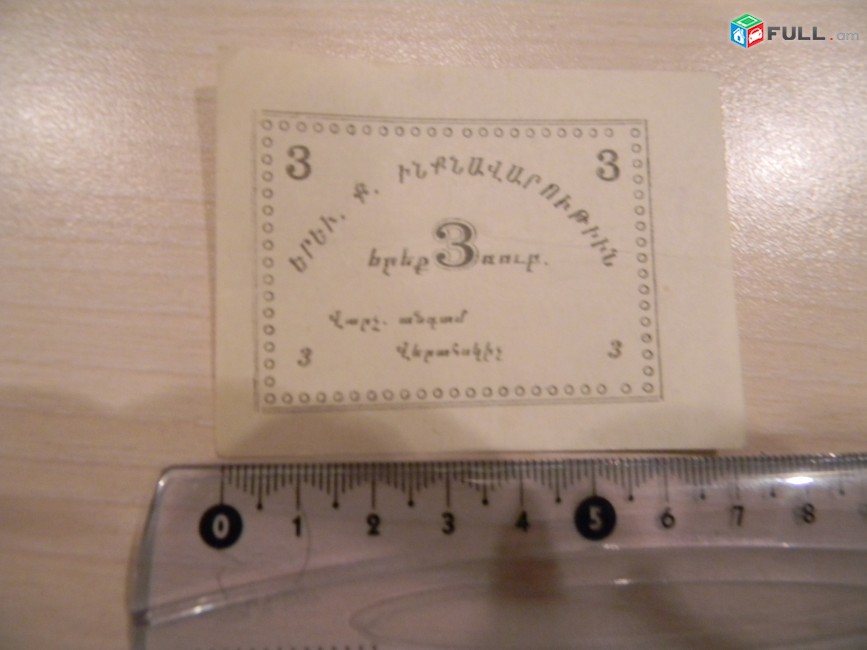 FULL.am
3 3
ԵՐԵՒ. Ք. ԻՆՔՆԱՎԱՐՈՒԹԻՒՆ
երեք 3 ռուբ.
Վարչ. անդամ
3 Վերահսկիչ 3
0 1 2 3 4 5 6 7 8